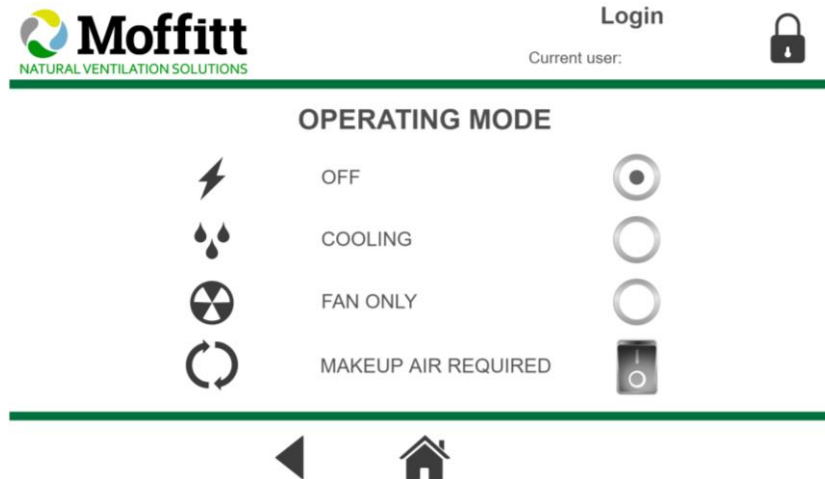 Moffitt
NATURAL VENTILATION SOLUTIONS
Login
Current user:
OPERATING MODE
OFF
COOLING
FAN ONLY
MAKEUP AIR REQUIRED